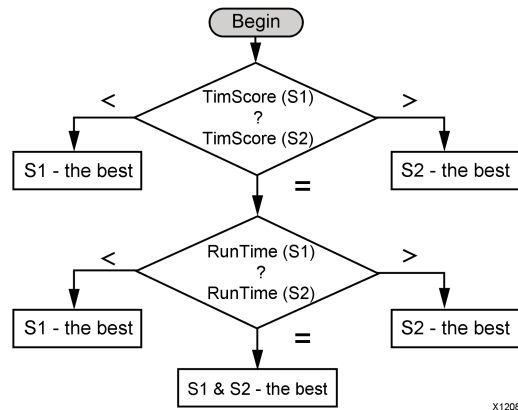 Begin
TimScore (S1)
<
>
?
TimScore (S2)
S1 - the best
S2 - the best
=
RunTime (S1)
<
>
?
RunTime (S2)
S1 - the best
S2 - the best
=
S1 & S2 - the best
X1208